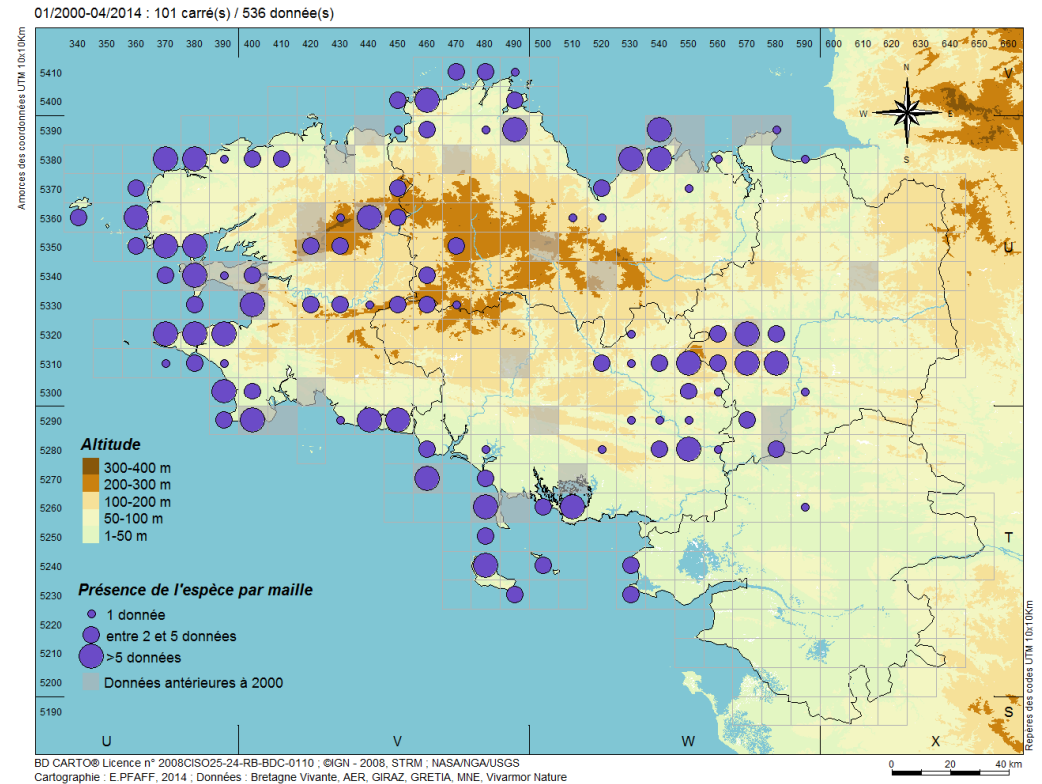 01/2000-04/2014 : 101 carré(s) / 536 donnée(s)
Amorces des coordonnées UTM 10x10Km
340 350 360 370 380 390 400 410 420 430 440 450 460 470 480 490 500 510 520 530 540 550 560 570 580 590 600 610 620 630 640 650 660
5410
5400
5390
5380
5370
5360
5350
5340
5330
5320
5310
5300
5290
5280
5270
5260
5250
5240
5230
5220
5210
5200
5190
N
W
E
S
V
U
T
S
Altitude
300-400 m
200-300 m
100-200 m
50-100 m
1-50 m
Présence de l'espèce par maille
1 donnée
entre 2 et 5 données
>5 données
Données antérieures à 2000
U V W X
0 20 40 km
Repères des codes UTM 10x10Km
BD CARTO® Licence n° 2008CISO25-24-RB-BDC-0110 ; ©IGN - 2008, STRM ; NASA/NGA/USGS
Cartographie : E.PFAFF, 2014 ; Données : Bretagne Vivante, AER, GIRAZ, GRETIA, MNE, Vivarmor Nature